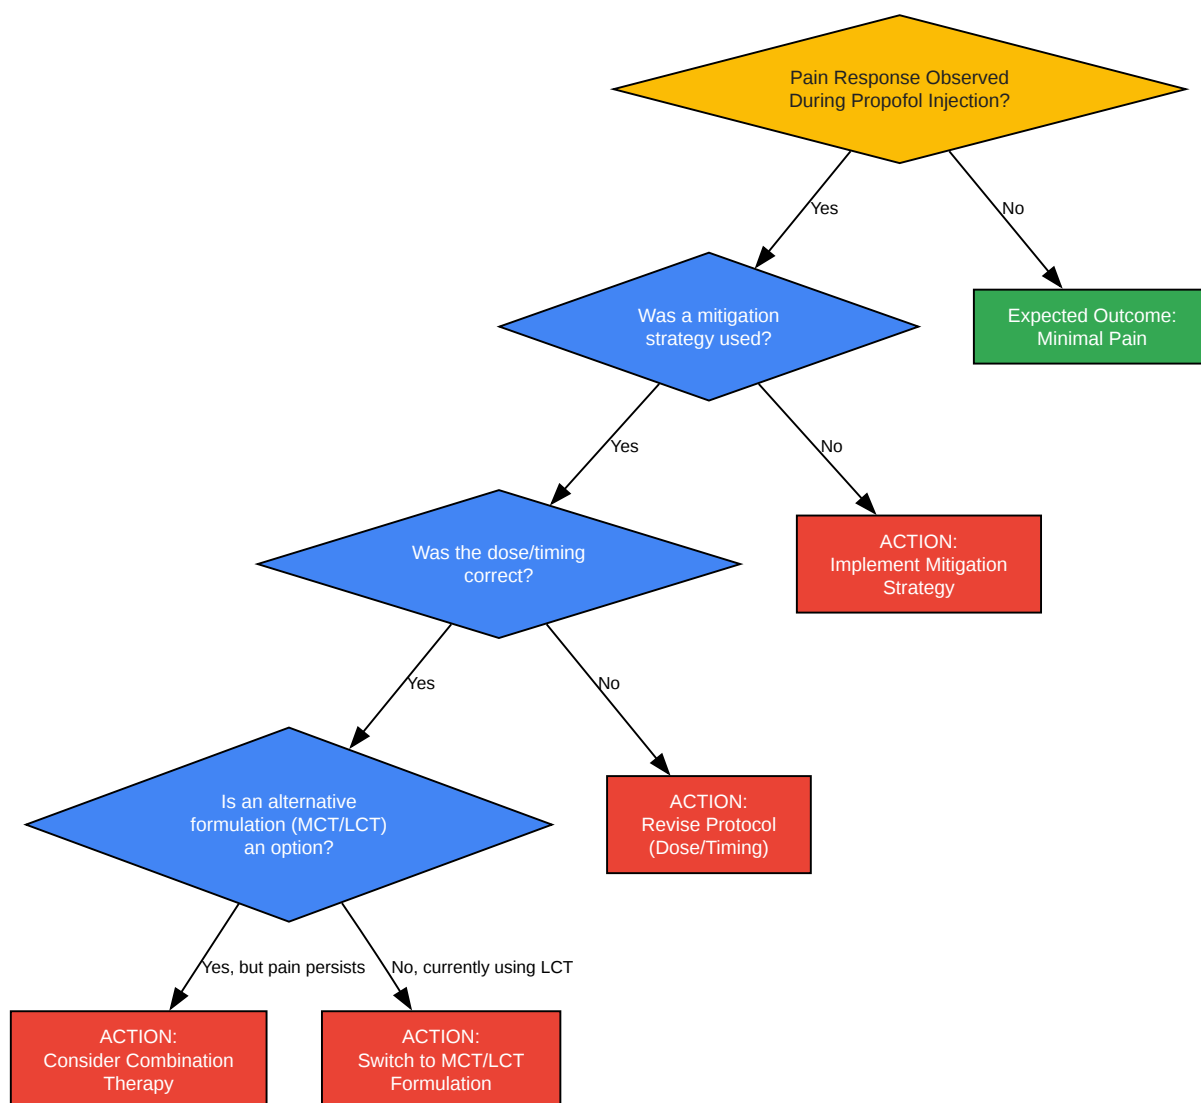 Pain Response Observed
During Propofol Injection?
Yes
No
Was a mitigation
strategy used?
Expected Outcome:
Minimal Pain
Yes
No
Was the dose/timing
correct?
ACTION:
Implement Mitigation
Strategy
Yes
No
Is an alternative
formulation (MCT/LCT)
an option?
ACTION:
Revise Protocol
(Dose/Timing)
Yes, but pain persists
No, currently using LCT
ACTION:
Consider Combination
Therapy
ACTION:
Switch to MCT/LCT
Formulation